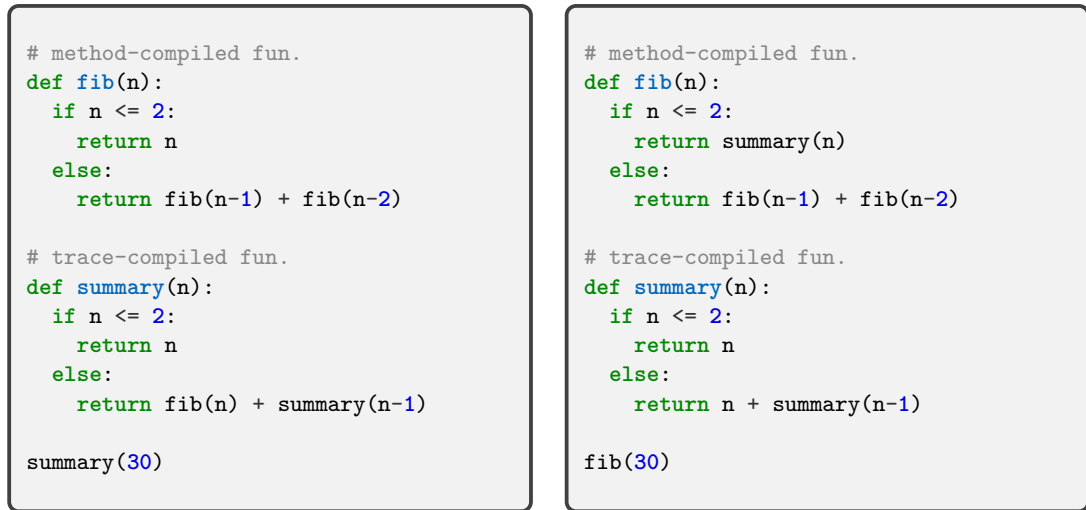 # method-compiled fun.
def fib(n):
  if n <= 2:
    return n
  else:
    return fib(n-1) + fib(n-2)

# trace-compiled fun.
def summary(n):
  if n <= 2:
    return n
  else:
    return fib(n) + summary(n-1)

summary(30)

# method-compiled fun.
def fib(n):
  if n <= 2:
    return summary(n)
  else:
    return fib(n-1) + fib(n-2)

# trace-compiled fun.
def summary(n):
  if n <= 2:
    return n
  else:
    return n + summary(n-1)

fib(30)